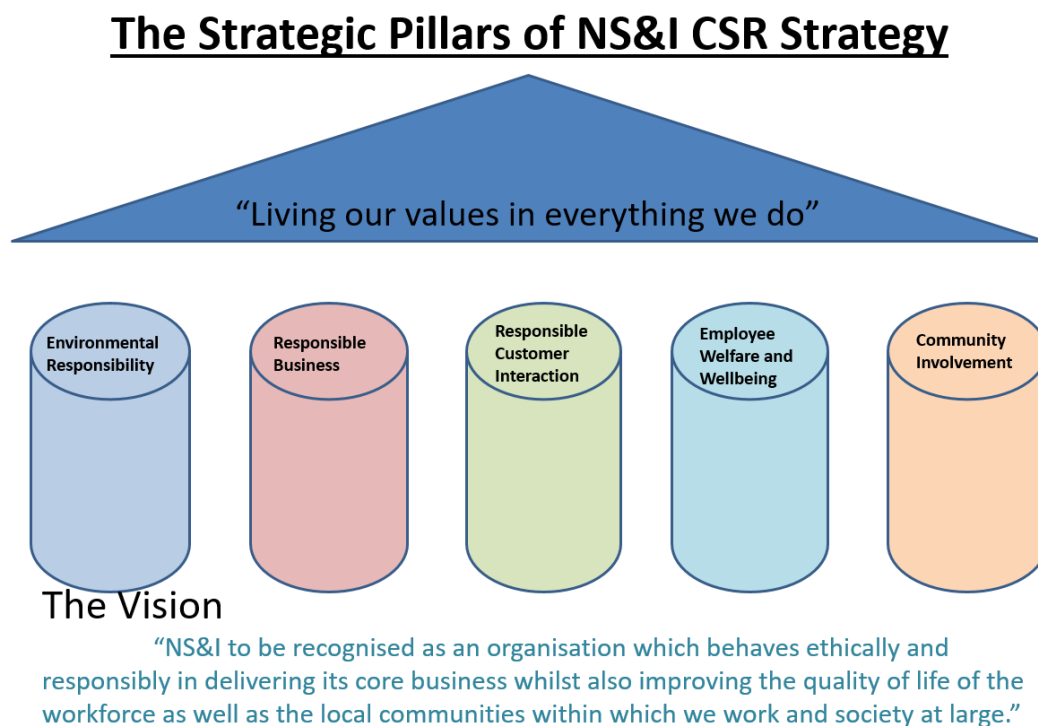 The Strategic Pillars of NS&I CSR Strategy
“Living our values in everything we do”
Environmental
Responsibility
Responsible
Business
Responsible
Customer
Interaction
Employee
Welfare and
Wellbeing
Community
Involvement
The Vision
“NS&I to be recognised as an organisation which behaves ethically and
responsibly in delivering its core business whilst also improving the quality of life of the
workforce as well as the local communities within which we work and society at large.”